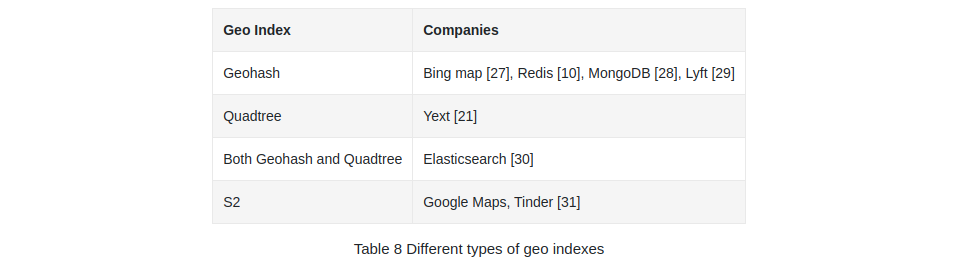 Geo Index Companies
Geohash Bing map [27], Redis [10], MongoDB [28], Lyft [29]
Quadtree Yext [21]
Both Geohash and Quadtree Elasticsearch [30]
S2 Google Maps, Tinder [31]
Table 8 Different types of geo indexes